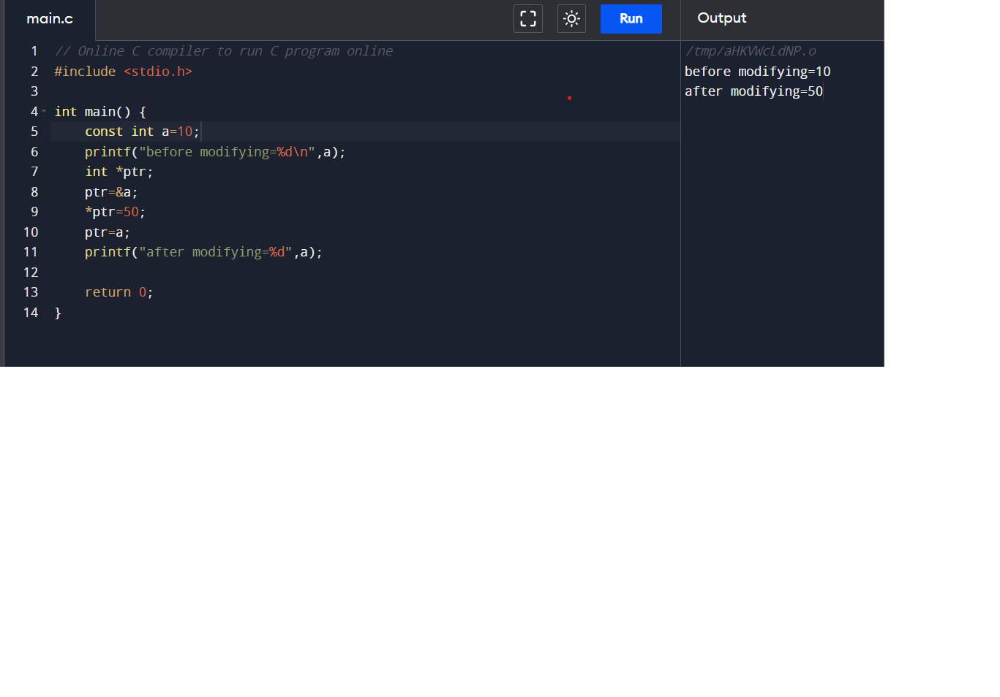 main.c
Run
Output
1 // Online C compiler to run C program online
2 #include <stdio.h>
3
4 int main() {
5     const int a=10;
6     printf("before modifying=%d\n",a);
7     int *ptr;
8     ptr=&a;
9     *ptr=50;
10     ptr=a;
11     printf("after modifying=%d",a);
12
13     return 0;
14 }
/tmp/aHKVWcLdNP.o
before modifying=10
after modifying=50